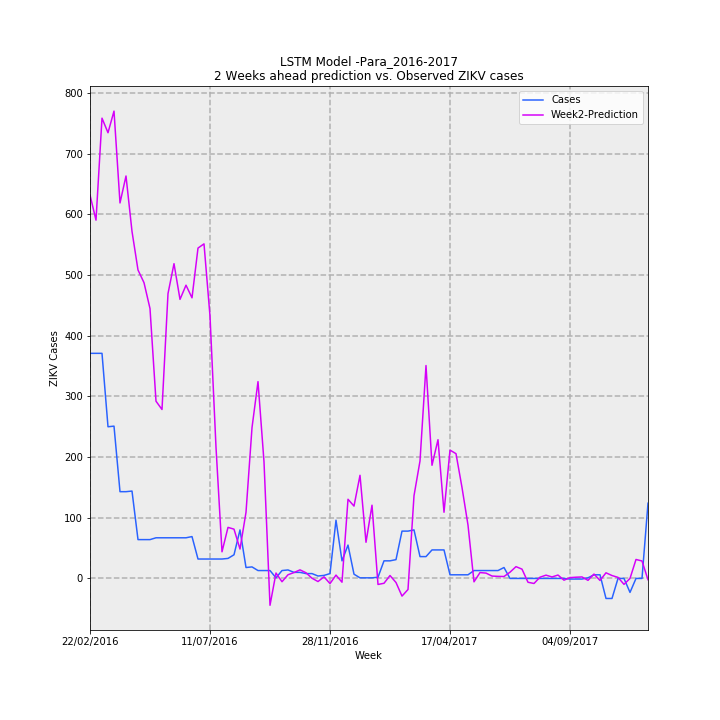 LSTM Model -Para_2016-2017
2 Weeks ahead prediction vs. Observed ZIKV cases
Cases
Week2-Prediction
800
700
600
500
400
300
200
100
0
ZIKV Cases
22/02/2016 11/07/2016 28/11/2016 17/04/2017 04/09/2017
Week